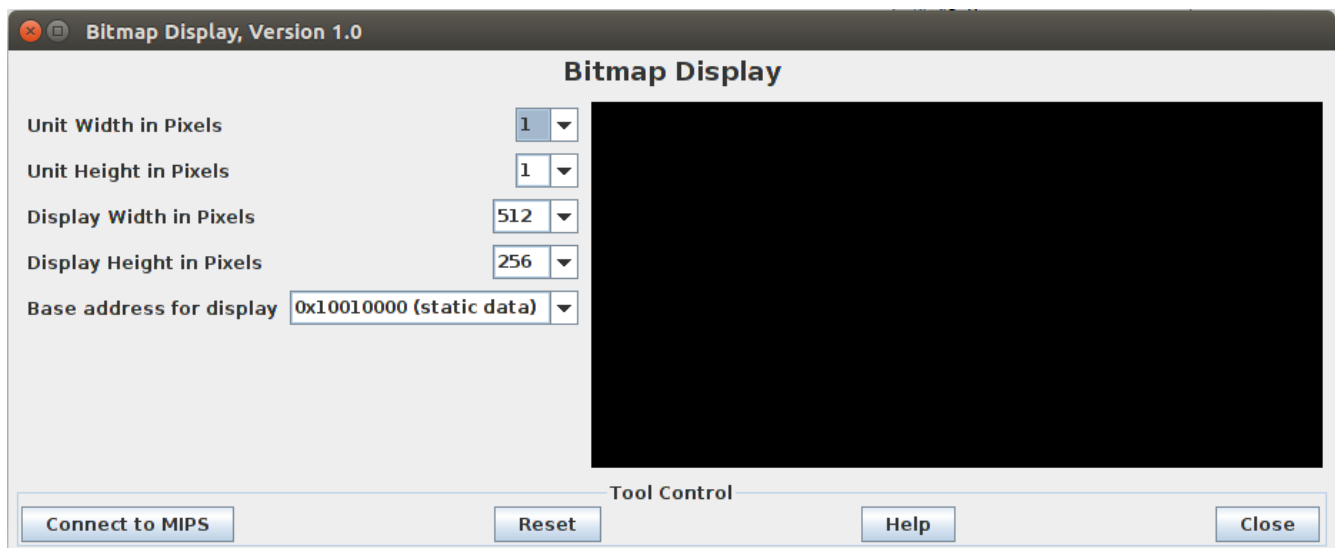 Bitmap Display, Version 1.0
Bitmap Display
Unit Width in Pixels 1
Unit Height in Pixels 1
Display Width in Pixels 512
Display Height in Pixels 256
Base address for display 0x10010000 (static data)
Tool Control
Connect to MIPS Reset Help Close